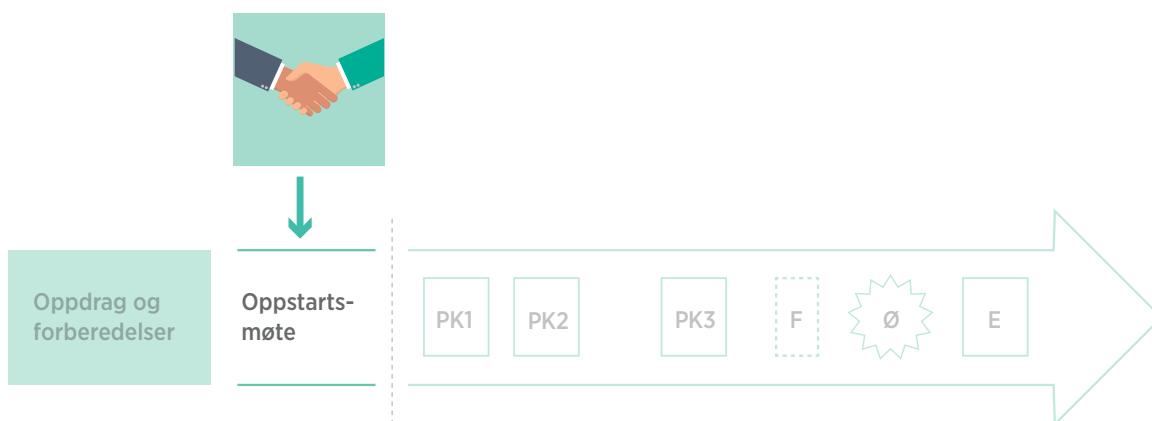 Oppdrag og
forberedelser
Oppstarts-
møte
PK1
PK2
PK3
F
Ø
E